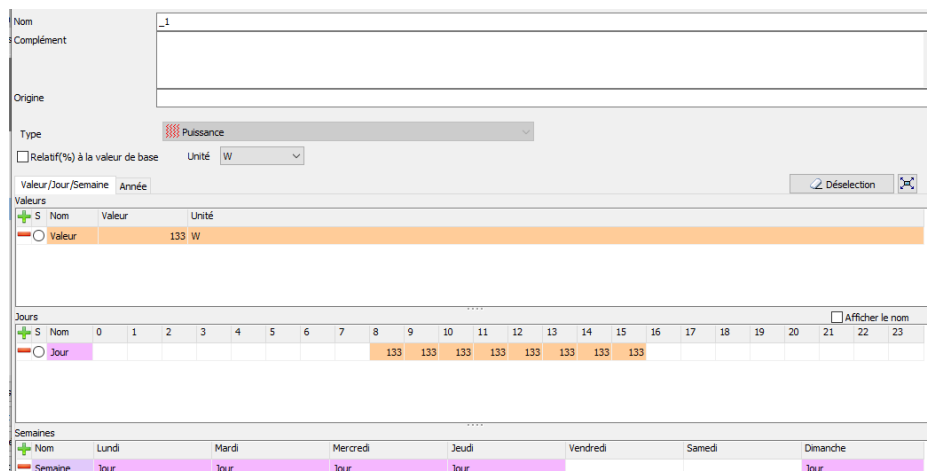 Nom _1
Complément
Origine
Type Puissance
Relatif(%) à la valeur de base Unité W
Valeur/Jour/Semaine Année Déselection
Valeurs
S Nom Valeur Unité
Valeur 133 W
Jours Afficher le nom
S Nom 0 1 2 3 4 5 6 7 8 9 10 11 12 13 14 15 16 17 18 19 20 21 22 23
Jour 133 133 133 133 133 133 133 133
Semaines
Nom Lundi Mardi Mercredi Jeudi Vendredi Samedi Dimanche
Semaine Jour Jour Jour Jour Jour